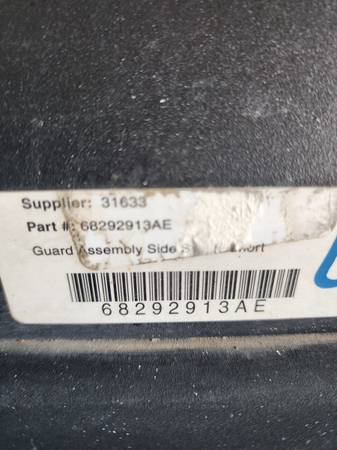 Supplier: 31633
Part #: 68292913AE
Guard Assembly Side
68292913AE